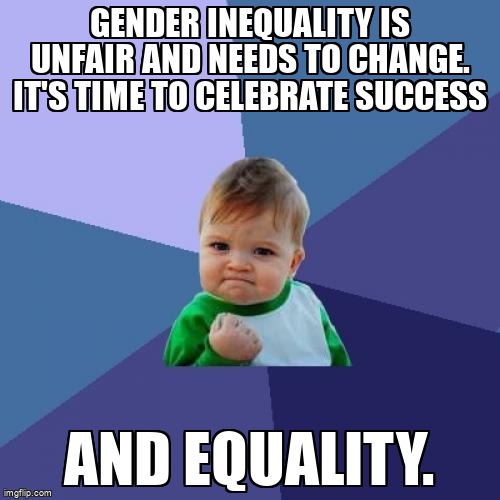 GENDER INEQUALITY IS
UNFAIR AND NEEDS TO CHANGE.
IT'S TIME TO CELEBRATE SUCCESS
AND EQUALITY.
imgflip.com